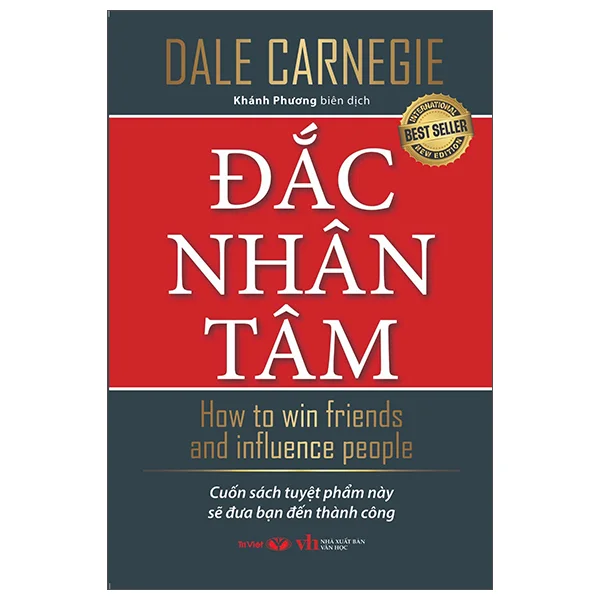 DALE CARNEGIE
Khánh Phương biên dịch
INTERNATIONAL
BEST SELLER
NEW EDITION
ĐẮC
NHÂN
TÂM
How to win friends
and influence people
Cuốn sách tuyệt phẩm này
sẽ đưa bạn đến thành công
Trí Việt
vh NHÀ XUẤT BẢN
VĂN HỌC